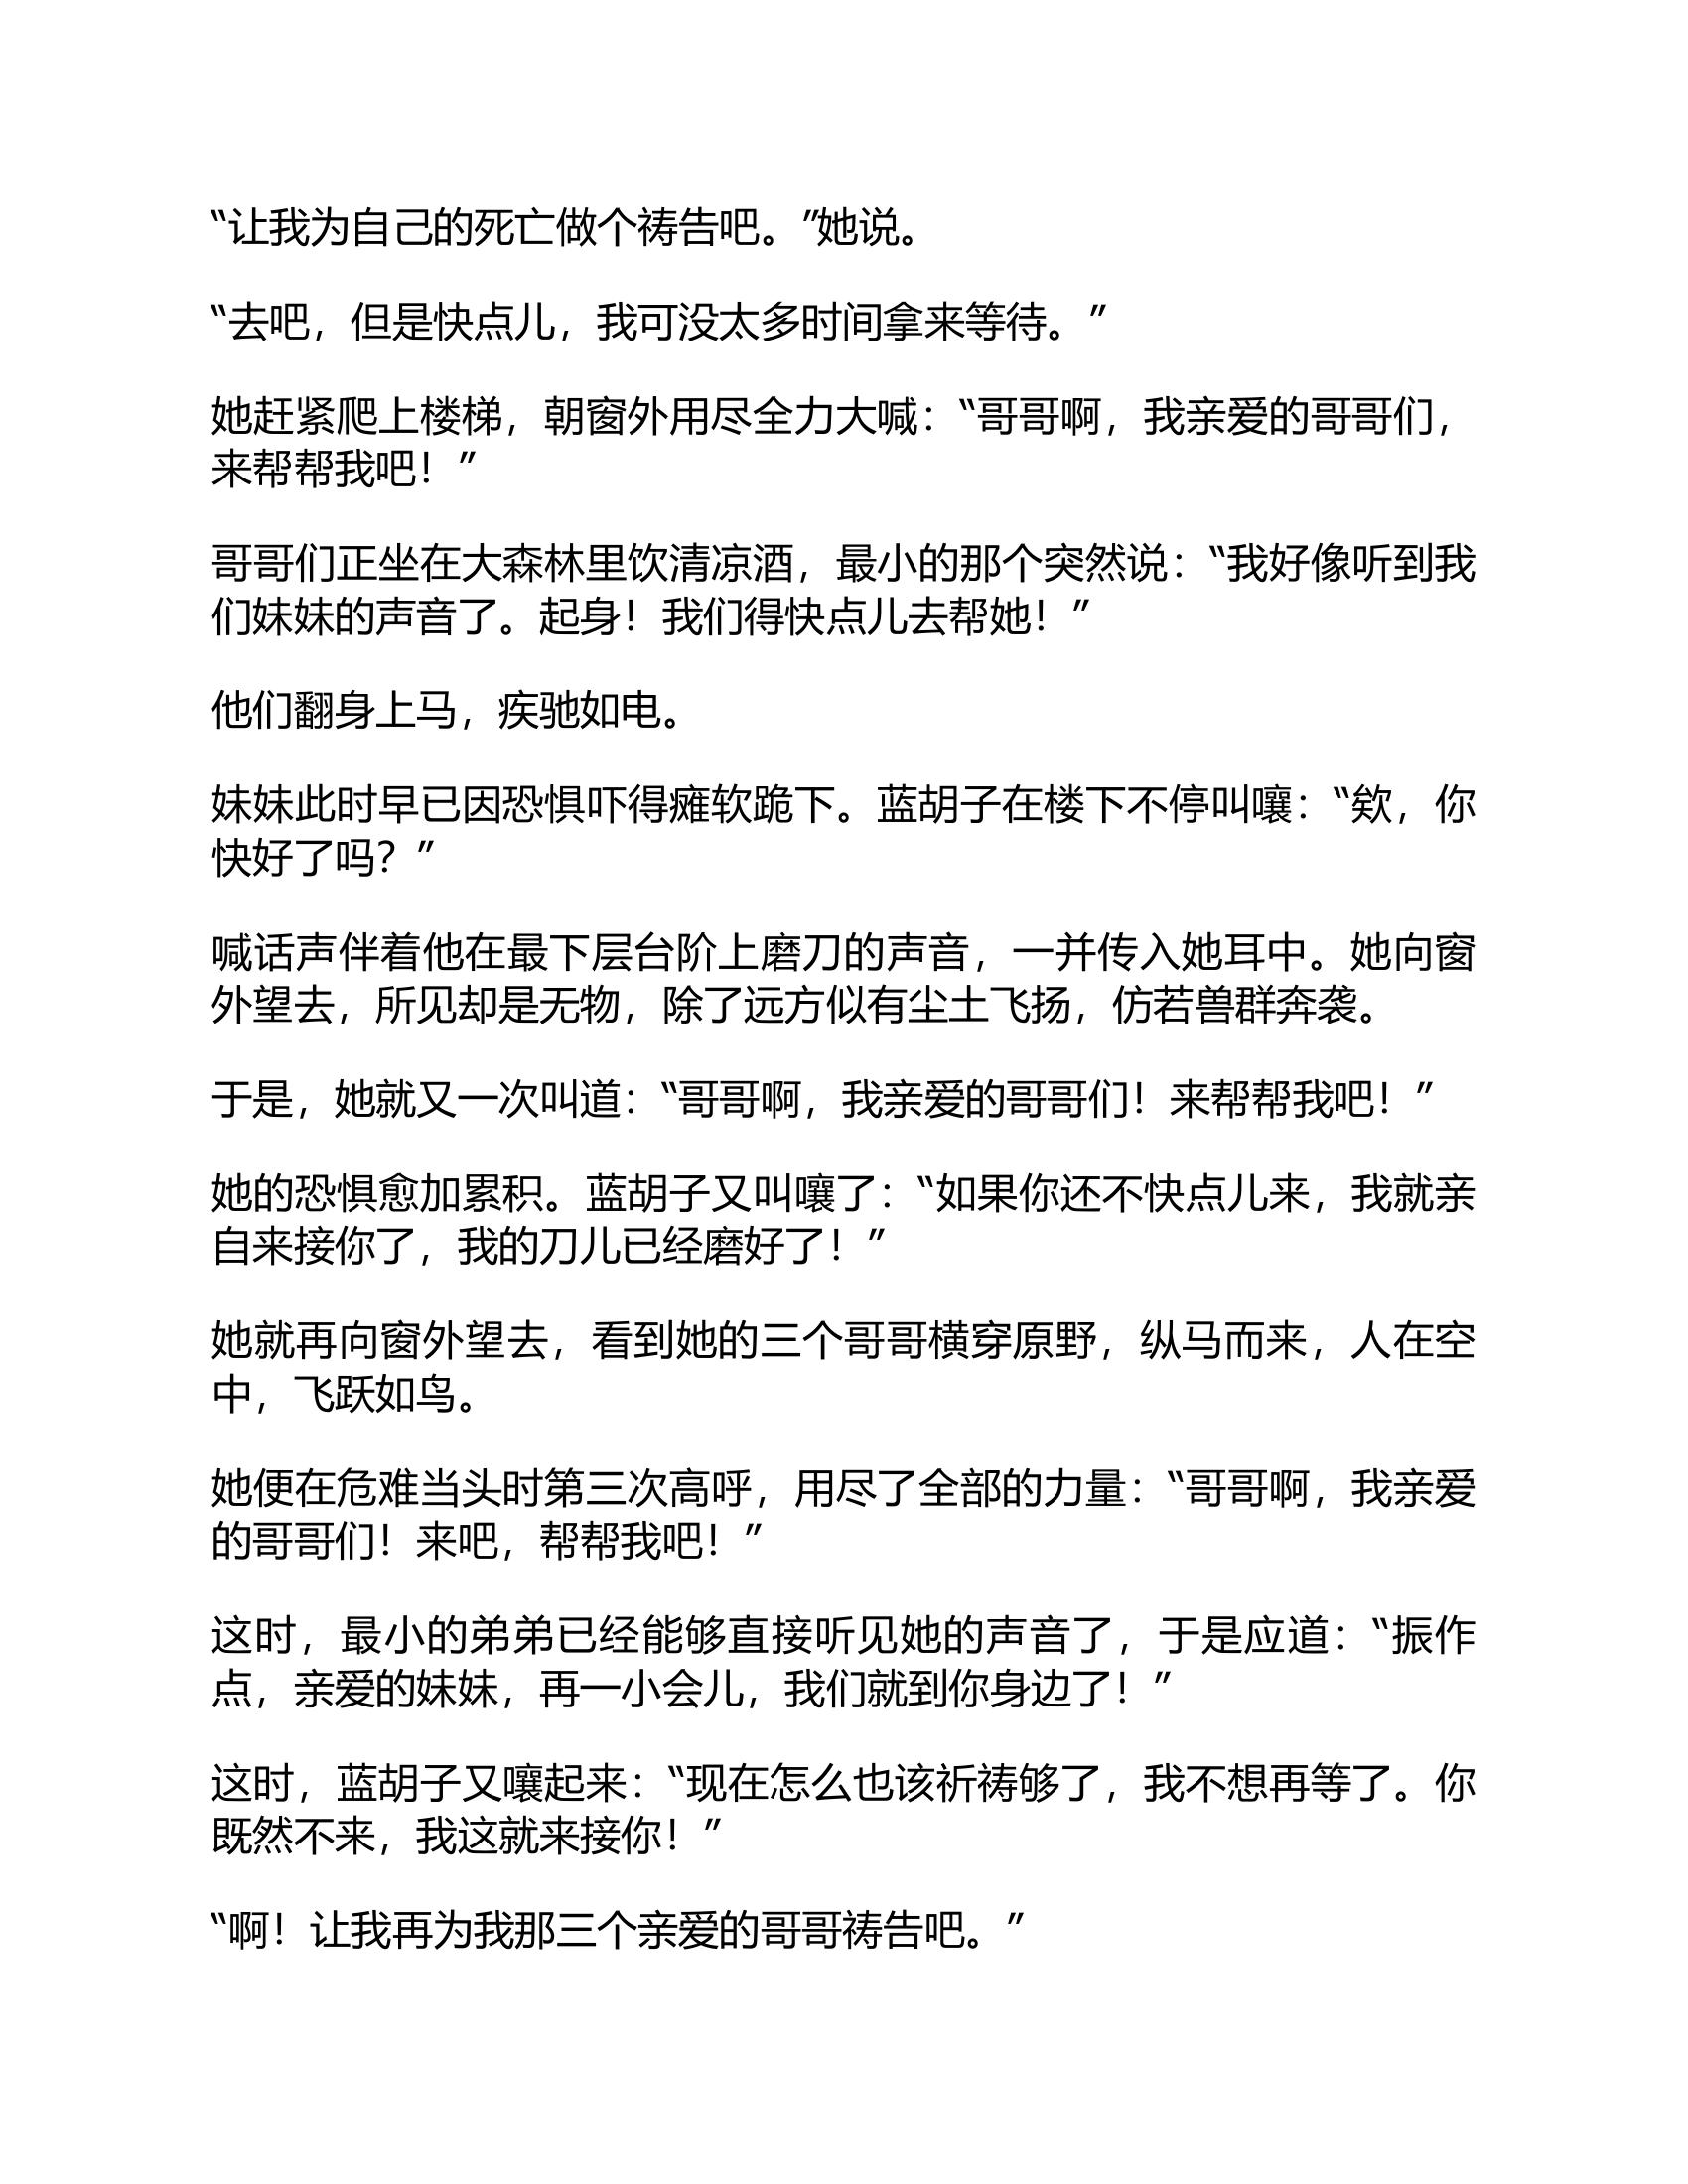 “让我为自己的死亡做个祷告吧。”她说。
“去吧，但是快点儿，我可没太多时间拿来等待。”
她赶紧爬上楼梯，朝窗外用尽全力大喊：“哥哥啊，我亲爱的哥哥们，
来帮帮我吧！”
哥哥们正坐在大森林里饮清凉酒，最小的那个突然说：“我好像听到我
们妹妹的声音了。起身！我们得快点儿去帮她！”
他们翻身上马，疾驰如电。
妹妹此时早已因恐惧吓得瘫软跪下。蓝胡子在楼下不停叫嚷：“欸，你
快好了吗？”
喊话声伴着他在最下层台阶上磨刀的声音，一并传入她耳中。她向窗
外望去，所见却是无物，除了远方似有尘土飞扬，仿若兽群奔袭。
于是，她就又一次叫道：“哥哥啊，我亲爱的哥哥们！来帮帮我吧！”
她的恐惧愈加累积。蓝胡子又叫嚷了：“如果你还不快点儿来，我就亲
自来接你了，我的刀儿已经磨好了！”
她就再向窗外望去，看到她的三个哥哥横穿原野，纵马而来，人在空
中，飞跃如鸟。
她便在危难当头时第三次高呼，用尽了全部的力量：“哥哥啊，我亲爱
的哥哥们！来吧，帮帮我吧！”
这时，最小的弟弟已经能够直接听见她的声音了，于是应道：“振作
点，亲爱的妹妹，再一小会儿，我们就到你身边了！”
这时，蓝胡子又嚷起来：“现在怎么也该祈祷够了，我不想再等了。你
既然不来，我这就来接你！”
“啊！让我再为我那三个亲爱的哥哥祷告吧。”